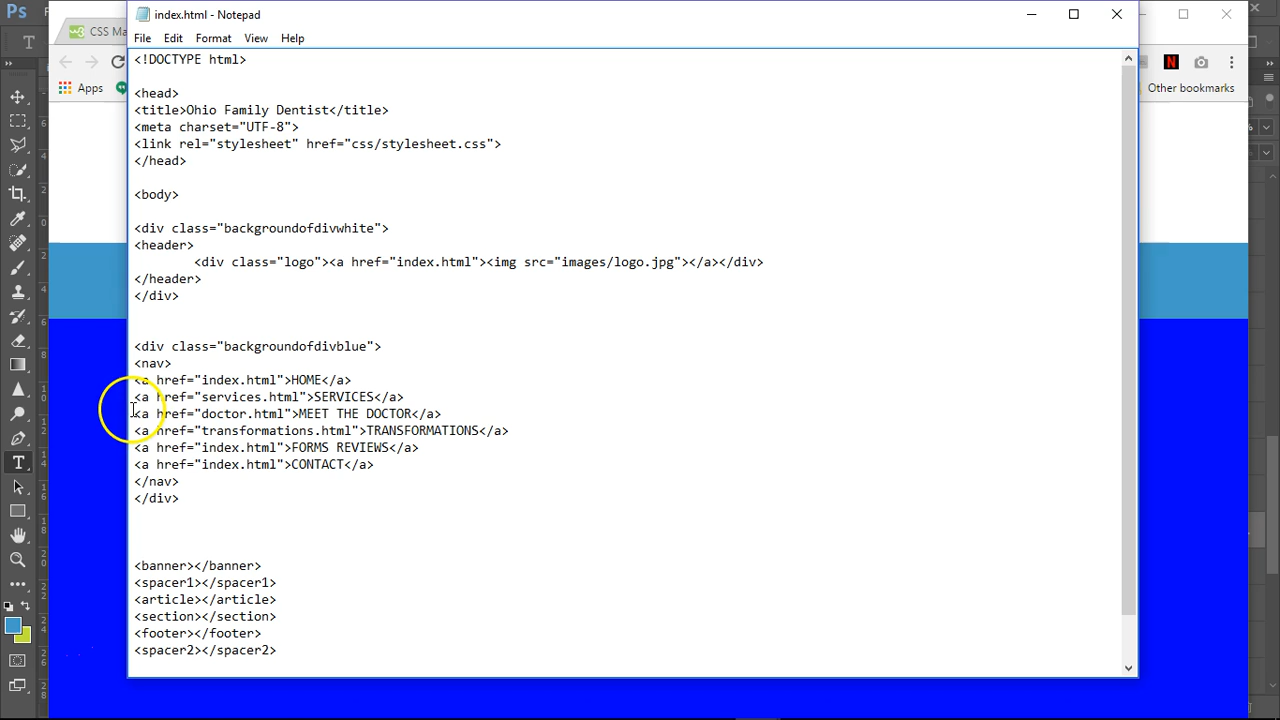 Ps
index.html - Notepad
CSS Ma
File Edit Format View Help
Apps
Other bookmarks
<!DOCTYPE html>
<head>
<title>Ohio Family Dentist</title>
<meta charset="UTF-8">
<link rel="stylesheet" href="css/stylesheet.css">
</head>
<body>
<div class="backgroundofdivwhite">
<header>
<div class="logo"><a href="index.html"><img src="images/logo.jpg"></a></div>
</header>
</div>
<div class="backgroundofdivblue">
<nav>
<a href="index.html">HOME</a>
<a href="services.html">SERVICES</a>
<a href="doctor.html">MEET THE DOCTOR</a>
<a href="transformations.html">TRANSFORMATIONS</a>
<a href="index.html">FORMS REVIEWS</a>
<a href="index.html">CONTACT</a>
</nav>
</div>
<banner></banner>
<spacer1></spacer1>
<article></article>
<section></section>
<footer></footer>
<spacer2></spacer2>